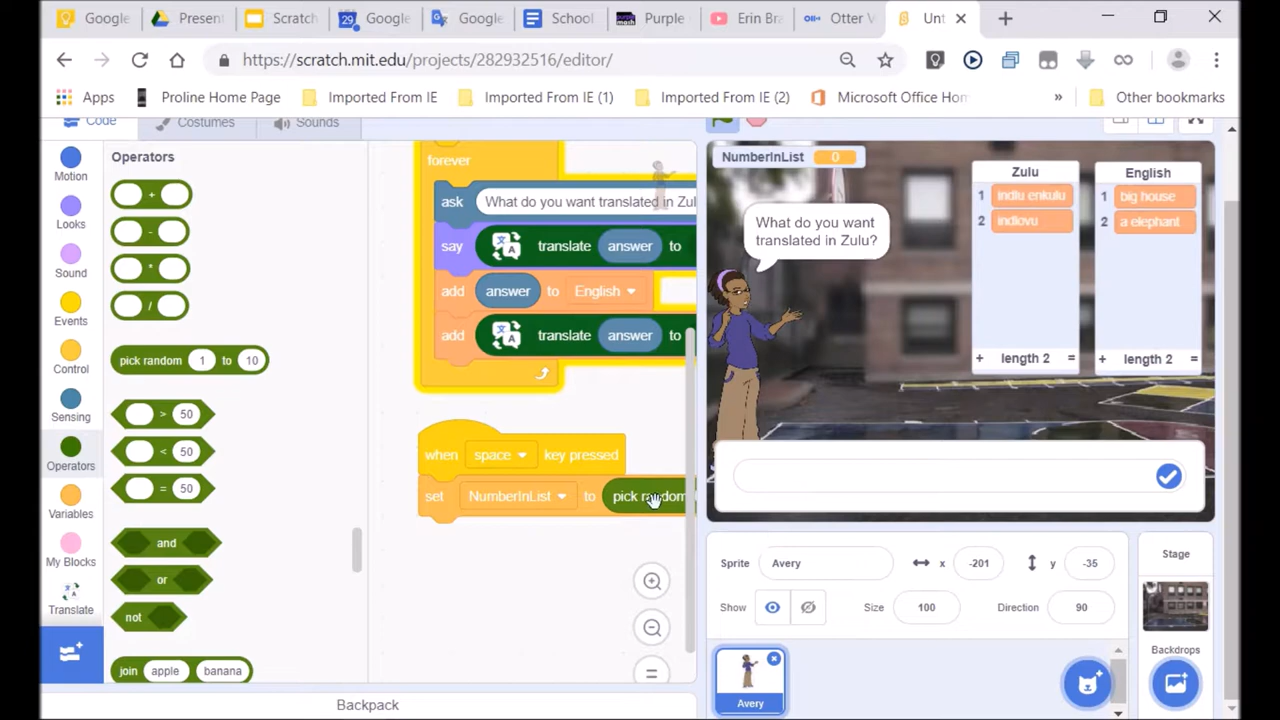 Google
Present
Scratch
Google
Google
School
Purple
Erin Bra
Otter V
Unt
https://scratch.mit.edu/projects/282932516/editor/
Apps
Proline Home Page
Imported From IE
Imported From IE (1)
Imported From IE (2)
Microsoft Office Hom
»
Other bookmarks
Code
Costumes
Sounds
Motion
Looks
Sound
Events
Control
Sensing
Operators
Variables
My Blocks
Translate
Operators
+
-
*
/
pick random 1 to 10
> 50
< 50
= 50
and
or
not
join apple banana
forever
ask What do you want translated in Zul
say translate answer to
add answer to English
add translate answer to
when space key pressed
set NumberInList to pick random
Backpack
NumberInList 0
What do you want
translated in Zulu?
Zulu
1 indlu enkulu
2 indlovu
+ length 2 =
English
1 big house
2 a elephant
+ length 2 =
Sprite Avery x -201 y -35
Show Size 100 Direction 90
Avery
Stage
Backdrops